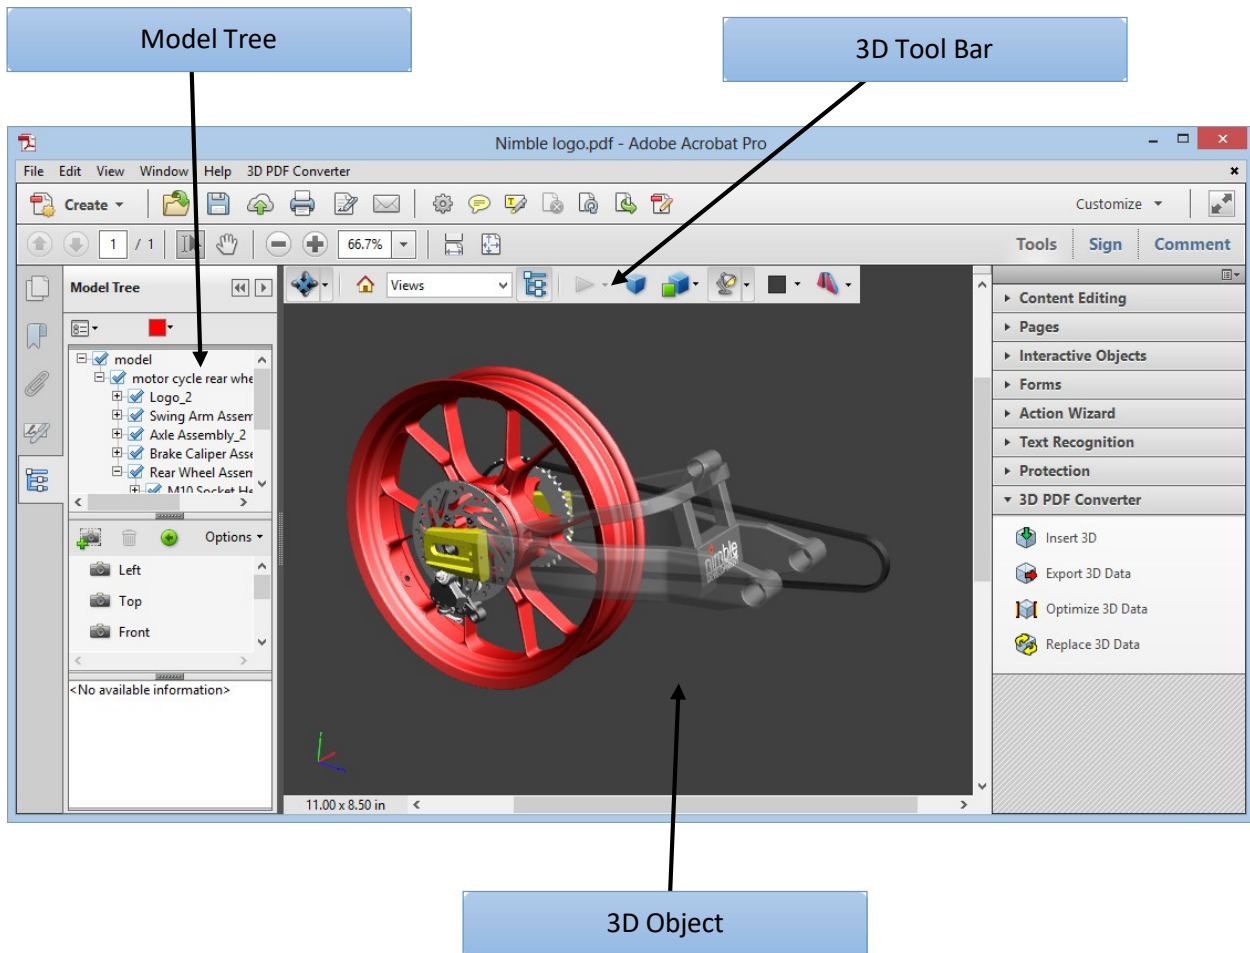 Model Tree
3D Tool Bar
Nimble logo.pdf - Adobe Acrobat Pro
File Edit View Window Help 3D PDF Converter
Create
Customize
1 / 1
66.7%
Tools Sign Comment
Model Tree
Views
model
motor cycle rear whe
Logo_2
Swing Arm Assem
Axle Assembly_2
Brake Caliper Asse
Rear Wheel Assem
M10 Socket He
Options
Left
Top
Front
<No available information>
nimble
11.00 x 8.50 in
Content Editing
Pages
Interactive Objects
Forms
Action Wizard
Text Recognition
Protection
3D PDF Converter
Insert 3D
Export 3D Data
Optimize 3D Data
Replace 3D Data
3D Object